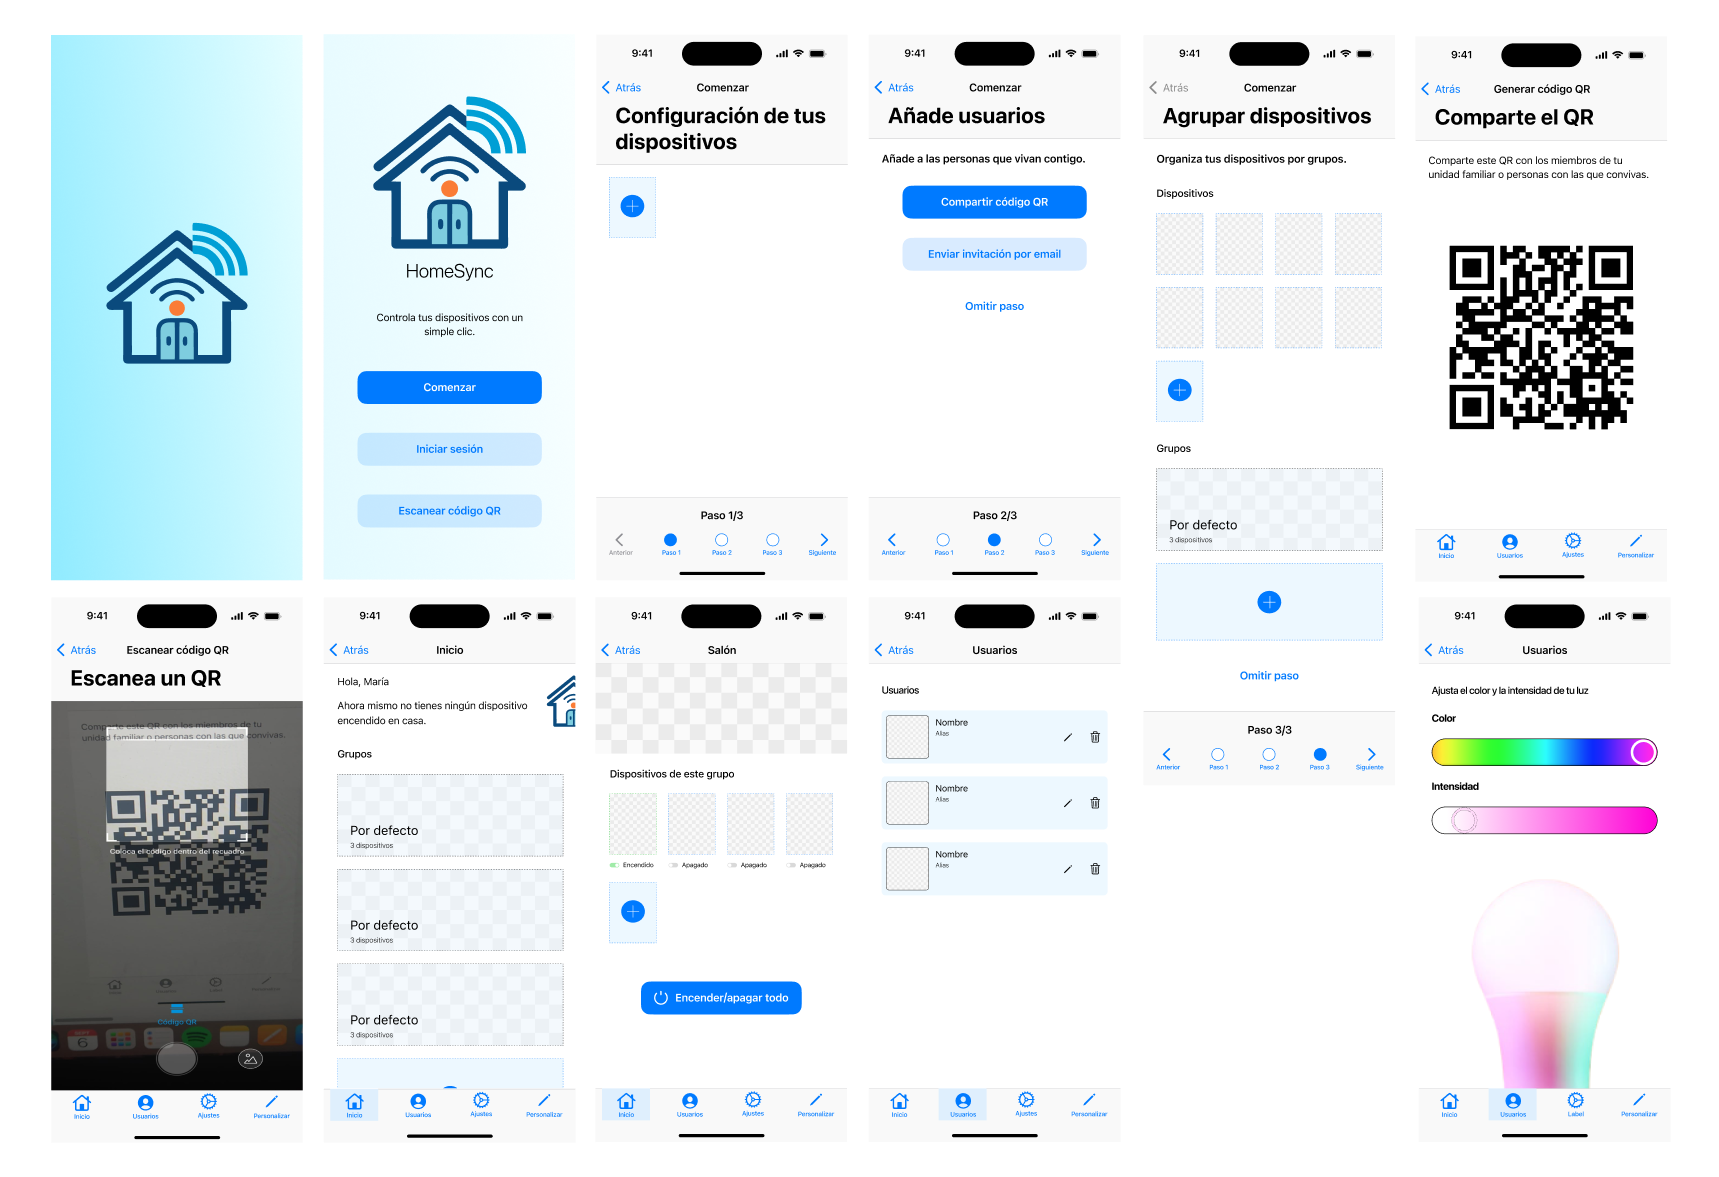 HomeSync
Controla tus dispositivos con un
simple clic.
Comenzar
Iniciar sesión
Escanear código QR
9:41
Atrás
Comenzar
Configuración de tus
dispositivos
Paso 1/3
Anterior
Paso 1
Paso 2
Paso 3
Siguiente
9:41
Atrás
Comenzar
Añade usuarios
Añade a las personas que vivan contigo.
Compartir código QR
Enviar invitación por email
Omitir paso
Paso 2/3
Anterior
Paso 1
Paso 2
Paso 3
Siguiente
9:41
Atrás
Comenzar
Agrupar dispositivos
Organiza tus dispositivos por grupos.
Dispositivos
Grupos
Por defecto
3 dispositivos
Omitir paso
Paso 3/3
Anterior
Paso 1
Paso 2
Paso 3
Siguiente
9:41
Atrás
Generar código QR
Comparte el QR
Comparte este QR con los miembros de tu
unidad familiar o personas con las que convivas.
Inicio
Usuarios
Ajustes
Personalizar
9:41
Atrás
Escanear código QR
Escanea un QR
Comparte este QR con los miembros de tu
unidad familiar o personas con las que convivas.
Coloca el código dentro del recuadro
Código QR
6
Inicio
Usuarios
Ajustes
Personalizar
9:41
Atrás
Inicio
Hola, María
Ahora mismo no tienes ningún dispositivo
encendido en casa.
Grupos
Por defecto
3 dispositivos
Por defecto
3 dispositivos
Por defecto
3 dispositivos
Inicio
Usuarios
Ajustes
Personalizar
9:41
Atrás
Salón
Dispositivos de este grupo
Encendido
Apagado
Apagado
Apagado
Encender/apagar todo
Inicio
Usuarios
Ajustes
Personalizar
9:41
Atrás
Usuarios
Usuarios
Nombre
Alias
Nombre
Alias
Nombre
Alias
Inicio
Usuarios
Ajustes
Personalizar
9:41
Atrás
Usuarios
Ajusta el color y la intensidad de tu luz
Color
Intensidad
Inicio
Usuarios
Label
Personalizar